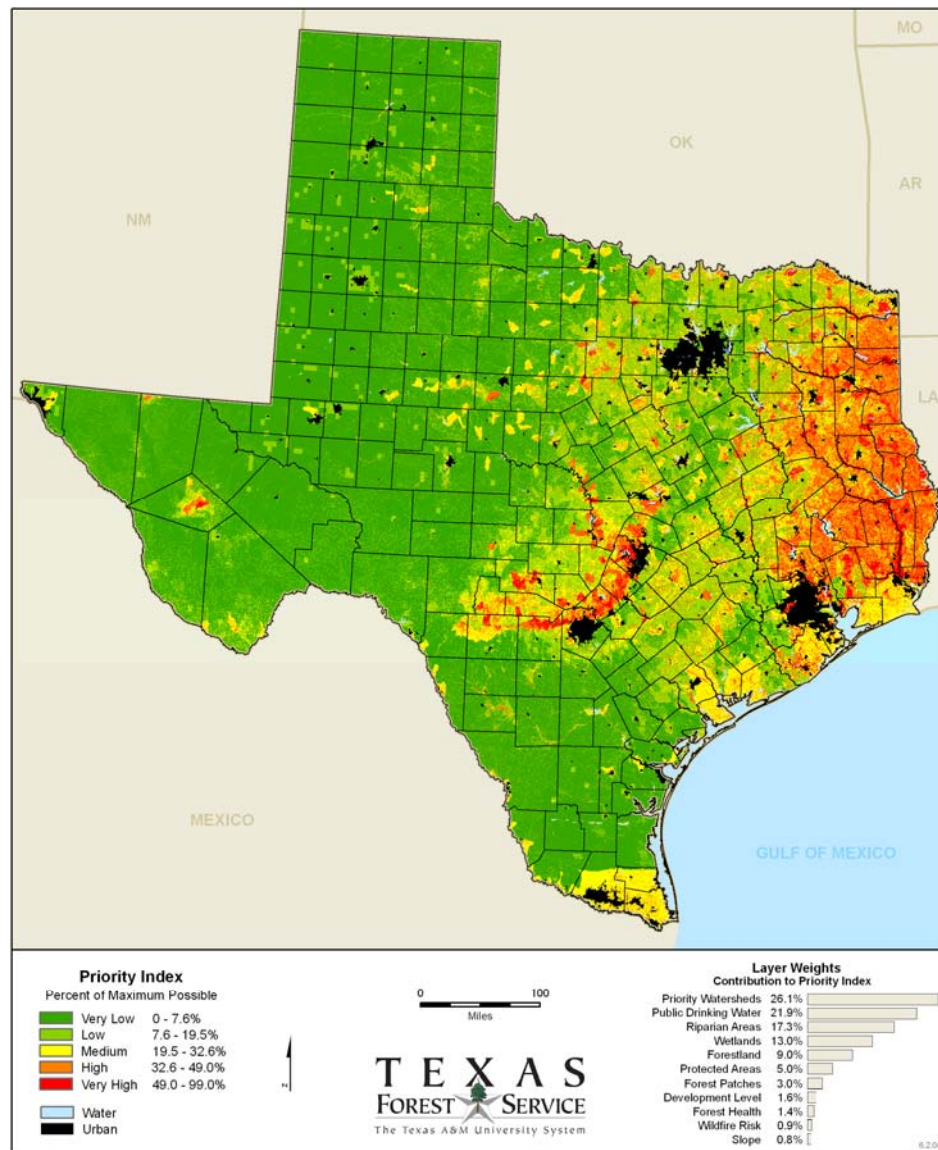 MO
OK
AR
NM
LA
MEXICO
GULF OF MEXICO
Priority Index
Percent of Maximum Possible
Very Low 0 - 7.6%
Low 7.6 - 19.5%
Medium 19.5 - 32.6%
High 32.6 - 49.0%
Very High 49.0 - 99.0%
Water
Urban
0 100
Miles
TEXAS
FOREST SERVICE
The Texas A&M University System
Layer Weights
Contribution to Priority Index
Priority Watersheds 26.1%
Public Drinking Water 21.9%
Riparian Areas 17.3%
Wetlands 13.0%
Forestland 9.0%
Protected Areas 5.0%
Forest Patches 3.0%
Development Level 1.6%
Forest Health 1.4%
Wildfire Risk 0.9%
Slope 0.8%